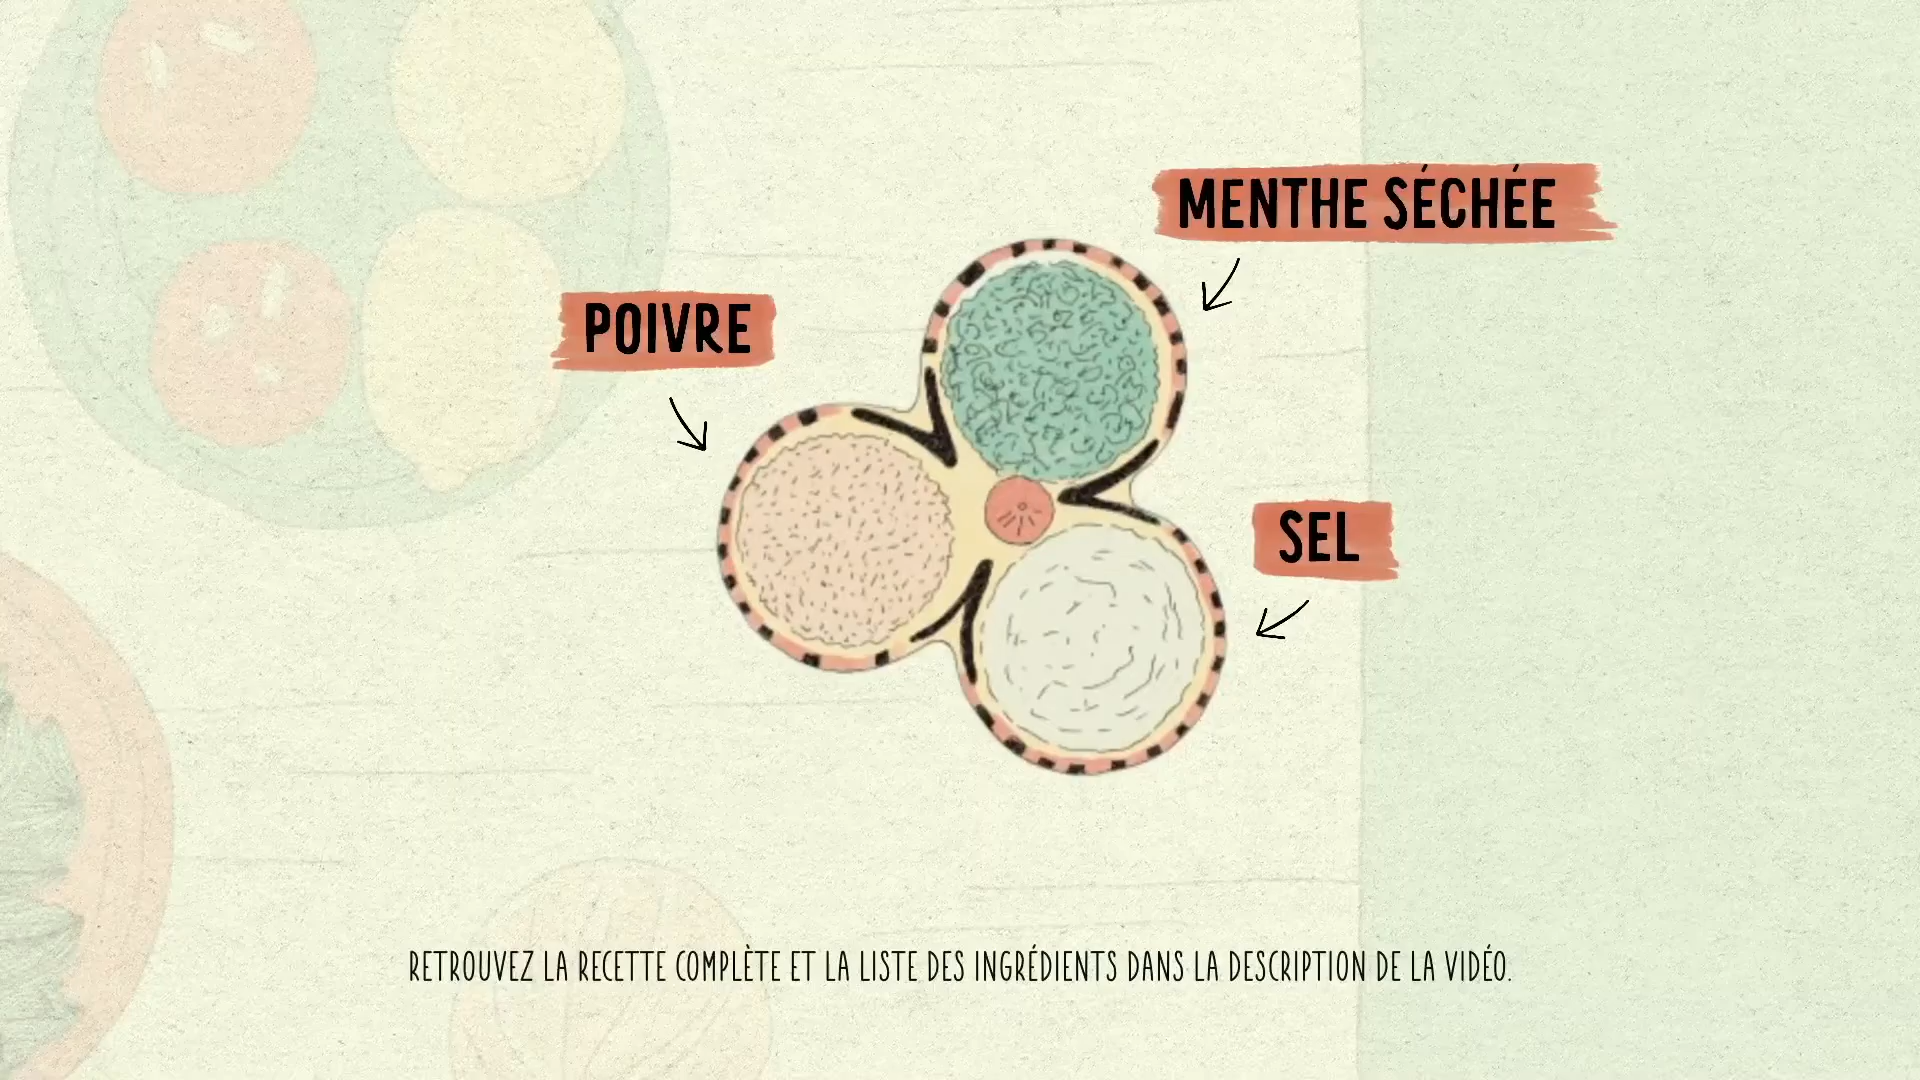 MENTHE SÉCHÉE
POIVRE
SEL
RETROUVEZ LA RECETTE COMPLÈTE ET LA LISTE DES INGRÉDIENTS DANS LA DESCRIPTION DE LA VIDÉO.